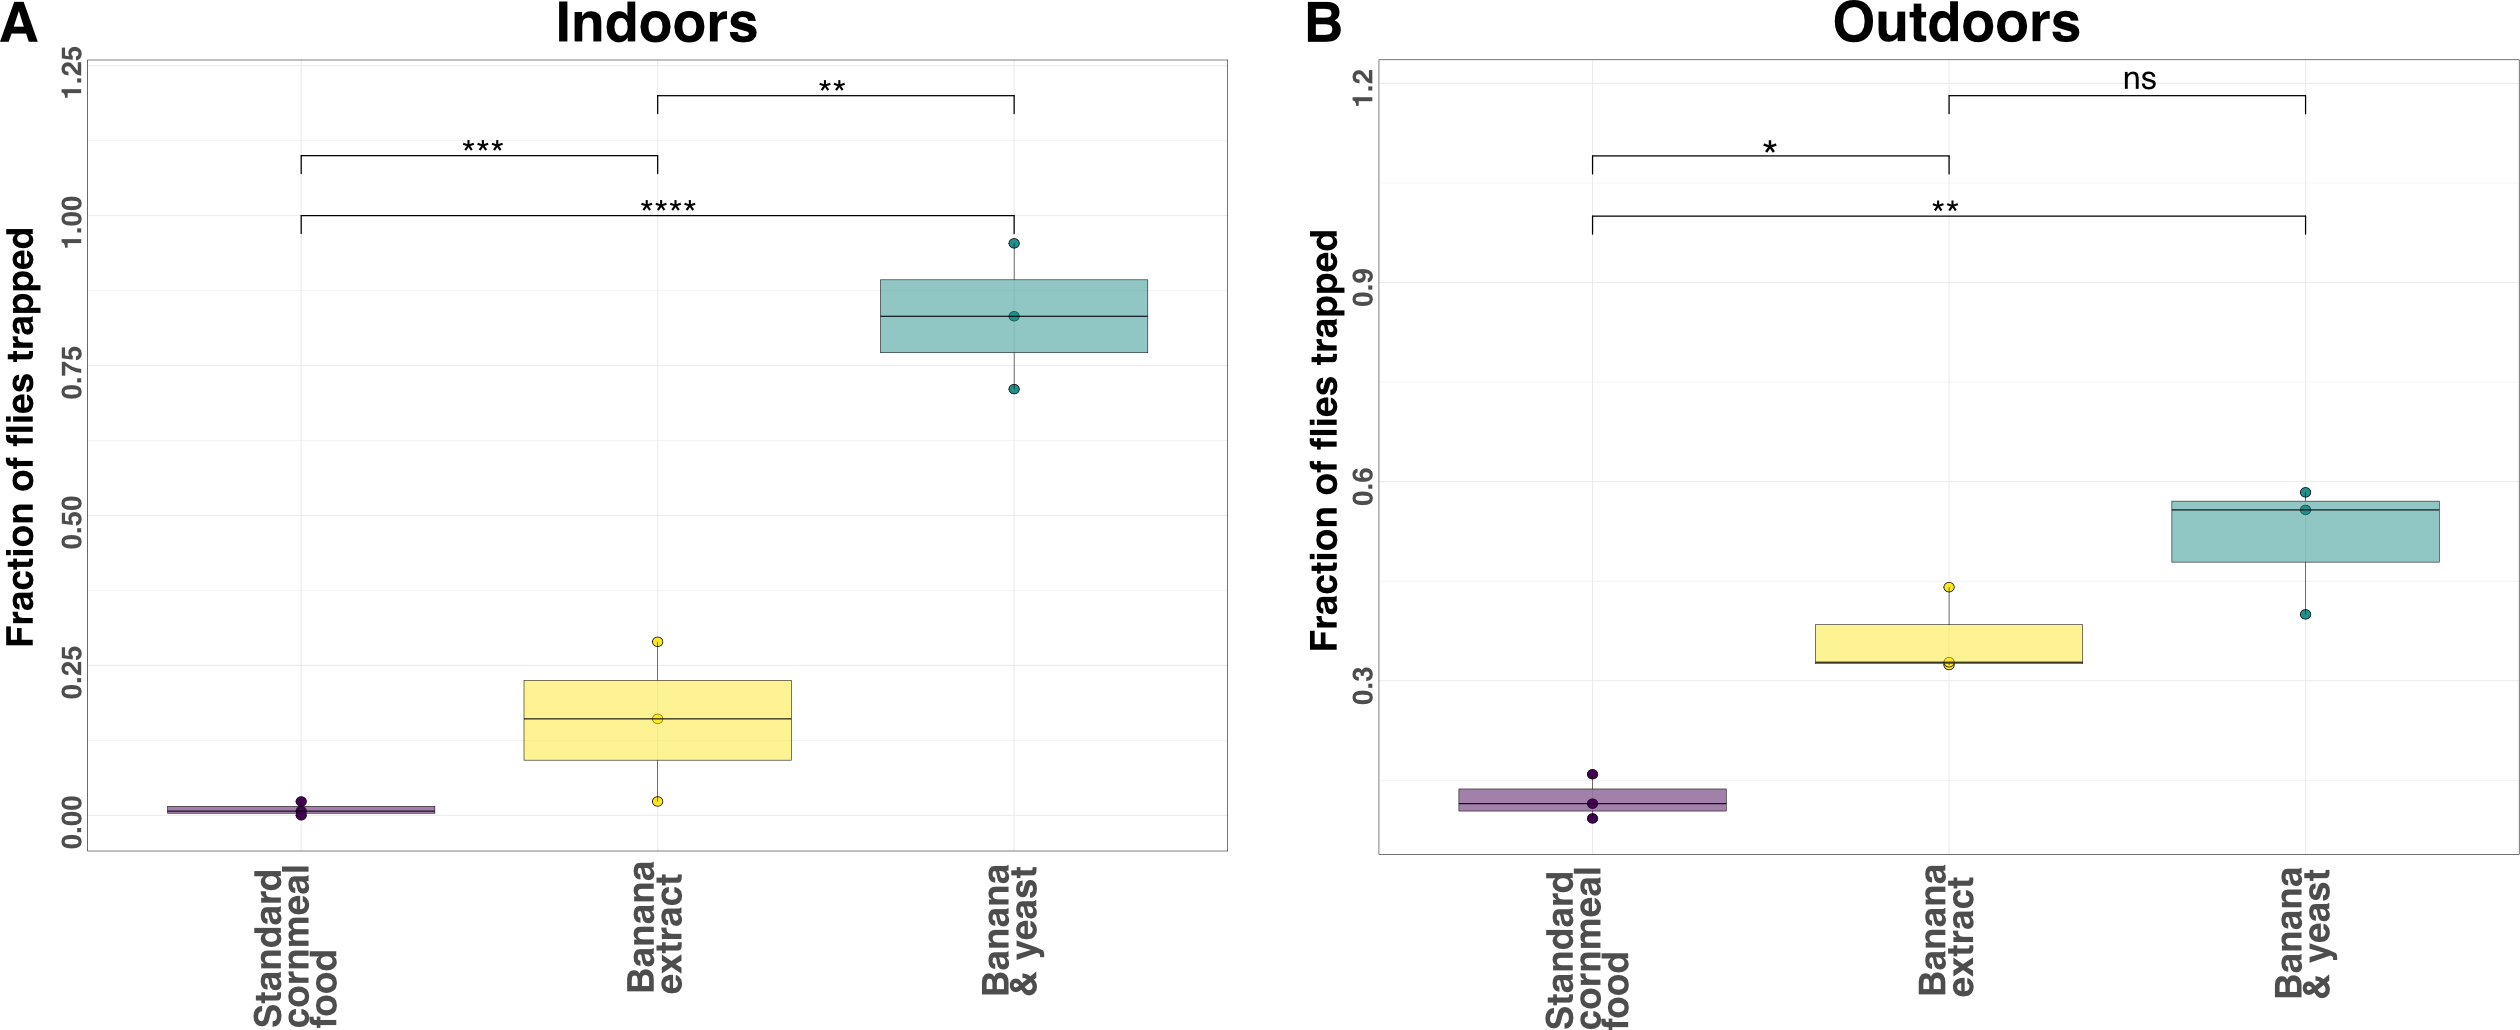 A
Indoors
Fraction of flies trapped
1.25
1.00
0.75
0.50
0.25
0.00
**
***
****
Standard
cornmeal
food
Banana
extract
Banana
& yeast
B
Outdoors
Fraction of flies trapped
1.2
0.9
0.6
0.3
ns
*
**
Standard
cornmeal
food
Banana
extract
Banana
& yeast